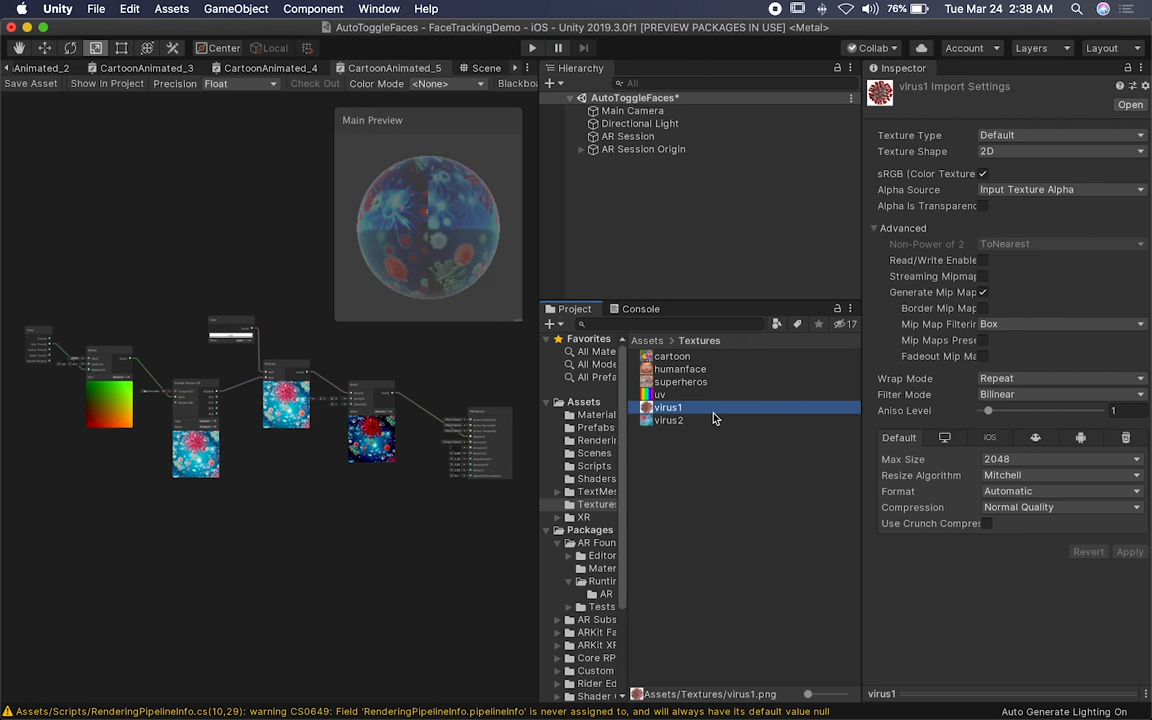 Unity File Edit Assets GameObject Component Window Help 76% Tue Mar 24 2:38 AM
AutoToggleFaces - FaceTrackingDemo - iOS - Unity 2019.3.0f1 [PREVIEW PACKAGES IN USE] <Metal>
Center Local Collab Account Layers Layout
Animated_2 CartoonAnimated_3 CartoonAnimated_4 CartoonAnimated_5 Scene
Save Asset Show In Project Precision Float Check Out Color Mode <None> Blackbo
Main Preview
Hierarchy
All
AutoToggleFaces*
Main Camera
Directional Light
AR Session
AR Session Origin
Project Console
17
Favorites
All Mate
All Mode
All Prefa
Assets
Material
Prefabs
Renderi
Scenes
Scripts
Shaders
TextMes
Textures
XR
Packages
AR Foun
Editor
Mater
Runtir
AR
Tests
AR Subs
ARKit Fa
ARKit XF
Core RP
Custom
Rider Ed
Shader
Assets > Textures
cartoon
humanface
superheros
uv
virus1
virus2
Assets/Textures/virus1.png
Inspector
virus1 Import Settings
Open
Texture Type Default
Texture Shape 2D
sRGB (Color Texture
Alpha Source Input Texture Alpha
Alpha Is Transparenc
Advanced
Non-Power of 2 ToNearest
Read/Write Enable
Streaming Mipmap
Generate Mip Map
Border Mip Map
Mip Map Filterin Box
Mip Maps Prese
Fadeout Mip Ma
Wrap Mode Repeat
Filter Mode Bilinear
Aniso Level 1
Default iOS
Max Size 2048
Resize Algorithm Mitchell
Format Automatic
Compression Normal Quality
Use Crunch Compres
Revert Apply
virus1
Assets/Scripts/RenderingPipelineInfo.cs(10,29): warning CS0649: Field 'RenderingPipelineInfo.pipelineInfo' is never assigned to, and will always have its default value null
Auto Generate Lighting On